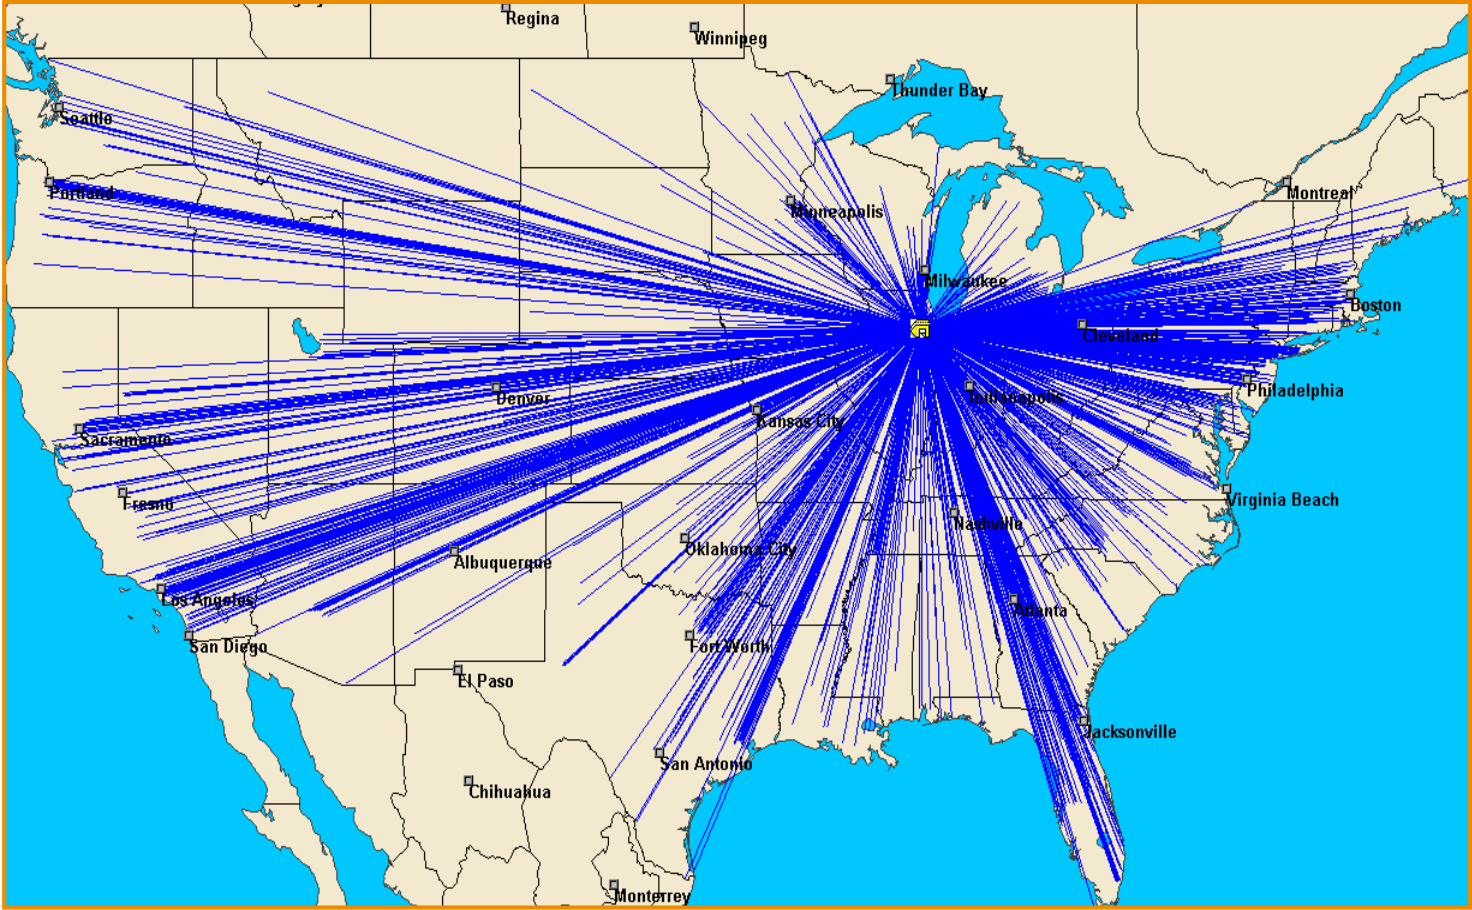 Regina
Winnipeg
Thunder Bay
Seattle
Portland
Montreal
Minneapolis
Milwaukee
Boston
Cleveland
Denver
Indianapolis
Philadelphia
Kansas City
Sacramento
Fresno
Virginia Beach
Nashville
Oklahoma City
Albuquerque
Los Angeles
Atlanta
San Diego
Fort Worth
El Paso
Jacksonville
San Antonio
Chihuahua
Monterrey